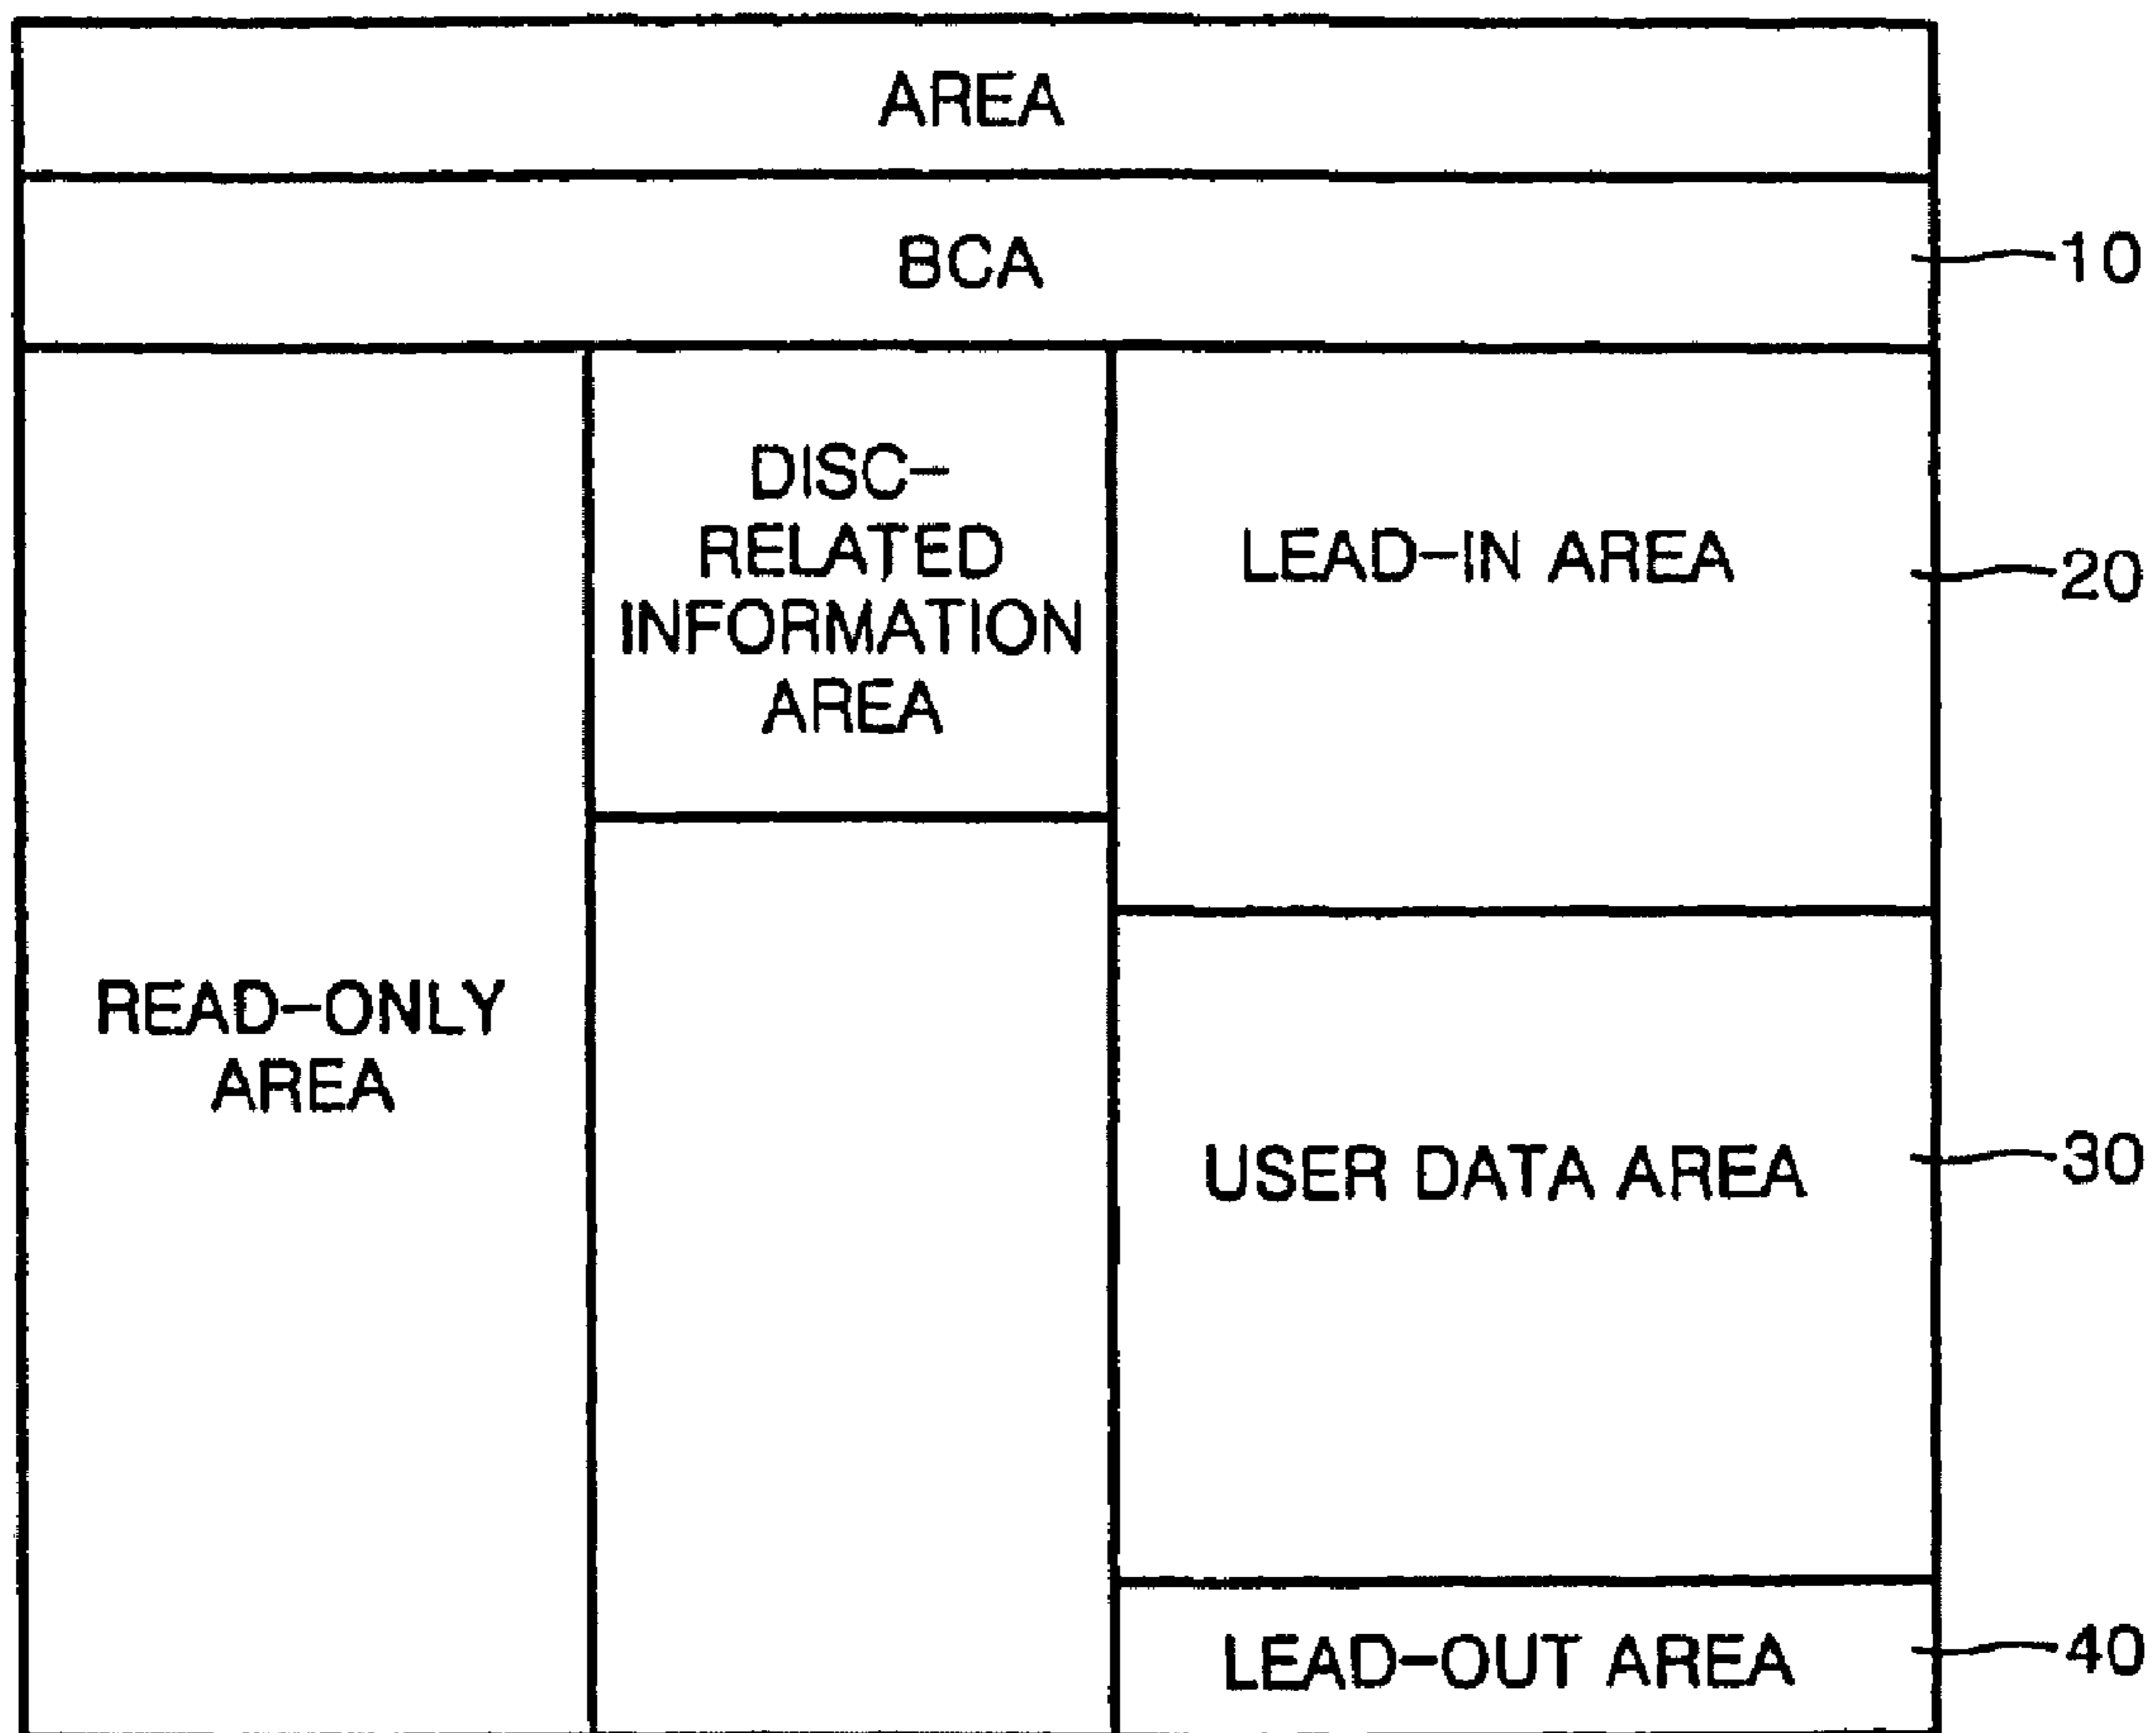 AREA
BCA
10
DISC-
RELATED
INFORMATION
AREA
LEAD-IN AREA
20
READ-ONLY
AREA
USER DATA AREA
30
LEAD-OUT AREA
40